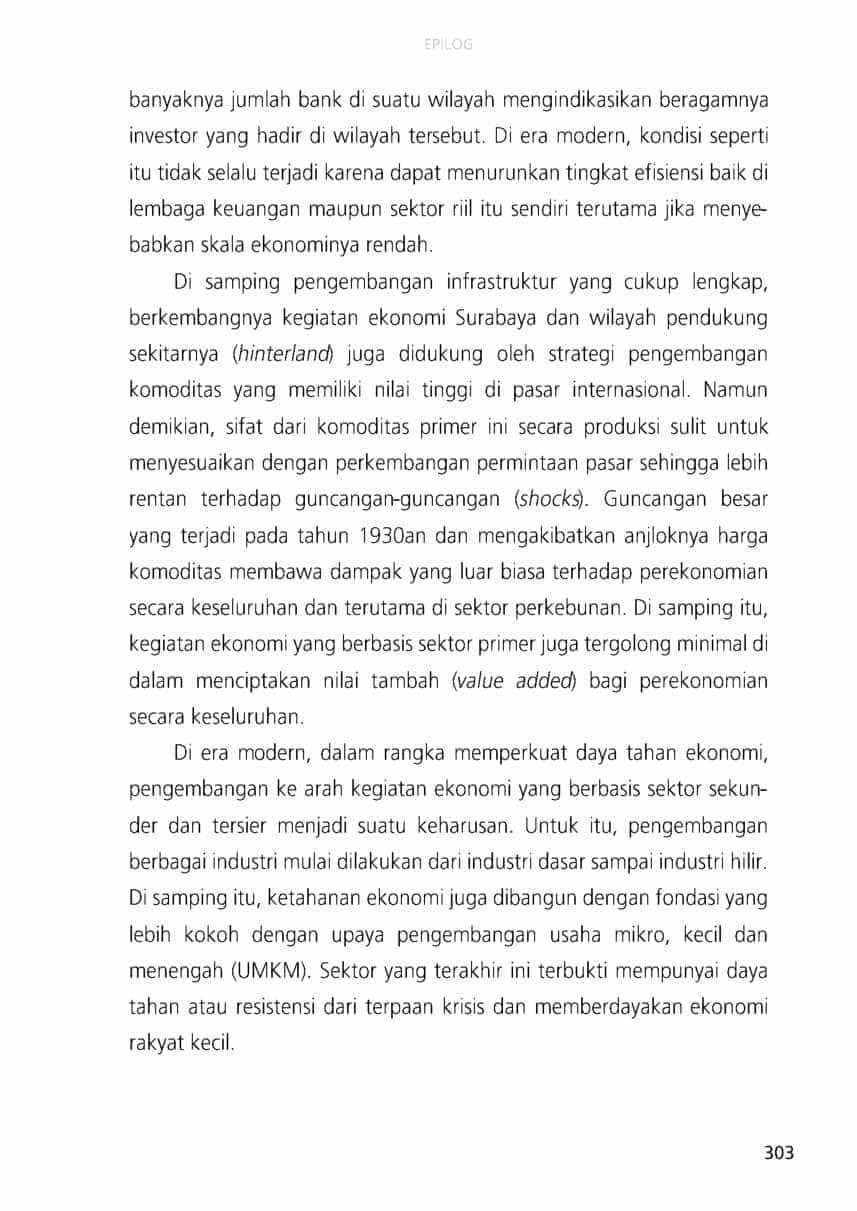 EPILOG
banyaknya jumlah bank di suatu wilayah mengindikasikan beragamnya
investor yang hadir di wilayah tersebut. Di era modern, kondisi seperti
itu tidak selalu terjadi karena dapat menurunkan tingkat efisiensi baik di
lembaga keuangan maupun sektor riil itu sendiri terutama jika menye-
babkan skala ekonominya rendah.
Di samping pengembangan infrastruktur yang cukup lengkap,
berkembangnya kegiatan ekonomi Surabaya dan wilayah pendukung
sekitarnya (hinterland) juga didukung oleh strategi pengembangan
komoditas yang memiliki nilai tinggi di pasar internasional. Namun
demikian, sifat dari komoditas primer ini secara produksi sulit untuk
menyesuaikan dengan perkembangan permintaan pasar sehingga lebih
rentan terhadap guncangan-guncangan (shocks). Guncangan besar
yang terjadi pada tahun 1930an dan mengakibatkan anjloknya harga
komoditas membawa dampak yang luar biasa terhadap perekonomian
secara keseluruhan dan terutama di sektor perkebunan. Di samping itu,
kegiatan ekonomi yang berbasis sektor primer juga tergolong minimal di
dalam menciptakan nilai tambah (value added) bagi perekonomian
secara keseluruhan.
Di era modern, dalam rangka memperkuat daya tahan ekonomi,
pengembangan ke arah kegiatan ekonomi yang berbasis sektor sekun-
der dan tersier menjadi suatu keharusan. Untuk itu, pengembangan
berbagai industri mulai dilakukan dari industri dasar sampai industri hilir.
Di samping itu, ketahanan ekonomi juga dibangun dengan fondasi yang
lebih kokoh dengan upaya pengembangan usaha mikro, kecil dan
menengah (UMKM). Sektor yang terakhir ini terbukti mempunyai daya
tahan atau resistensi dari terpaan krisis dan memberdayakan ekonomi
rakyat kecil.
303